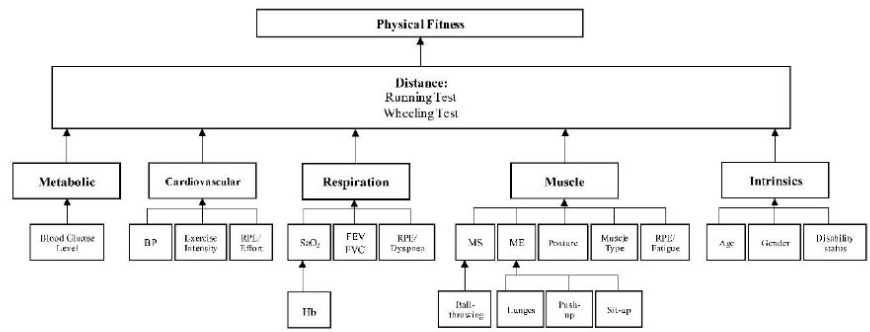 Physical Fitness
Distance:
Running Test
Wheeling Test
Metabolic
Cardiovascular
Respiration
Muscle
Intrinsics
Blood Glucose
Level
BP
Exercise
Intensity
RPE/
Effort
SaO₂
FEV
FVC
RPE/
Dyspnea
MS
ME
Posture
Muscle
Type
RPE/
Fatigue
Age
Gender
Disability
status
Hb
Ball-
throwing
Lunges
Push-
up
Sit-up